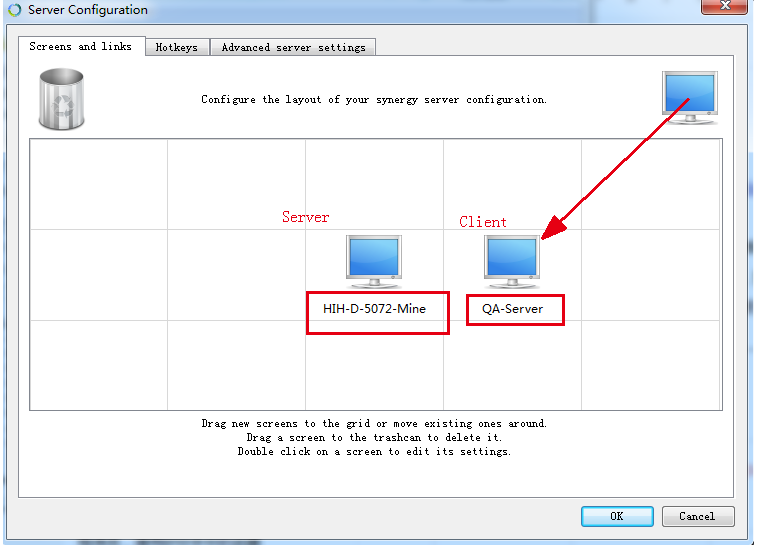 Server Configuration
Screens and links
Hotkeys
Advanced server settings
Configure the layout of your synergy server configuration.
Server
Client
HIH-D-5072-Mine
QA-Server
Drag new screens to the grid or move existing ones around.
Drag a screen to the trashcan to delete it.
Double click on a screen to edit its settings.
OK
Cancel